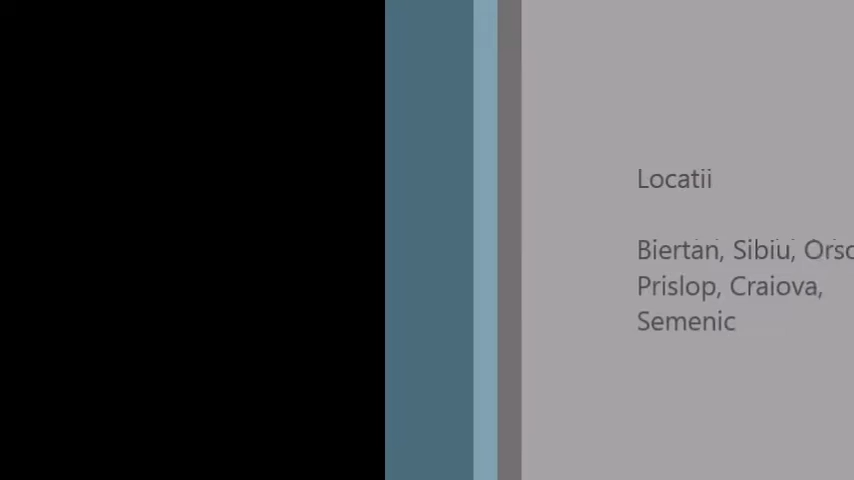 Locatii
Biertan, Sibiu,
Prislop, Craiova,
Semenic